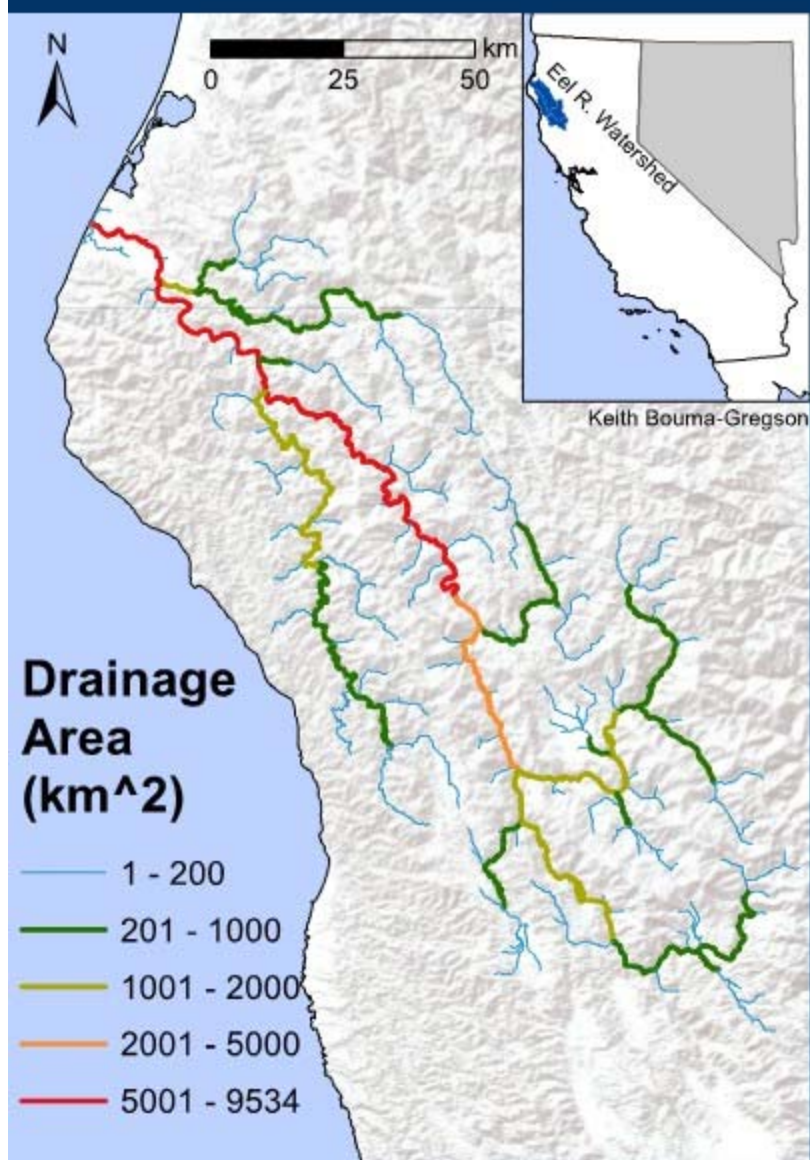 N
km
0 25 50
Eel R. Watershed
Keith Bouma-Gregson
Drainage
Area
(km^2)
1 - 200
201 - 1000
1001 - 2000
2001 - 5000
5001 - 9534